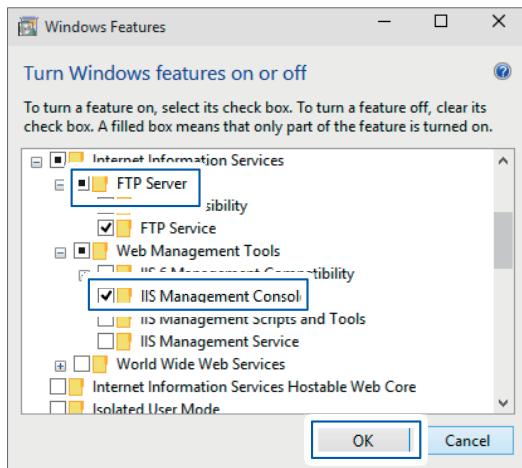 Windows Features
Turn Windows features on or off
To turn a feature on, select its check box. To turn a feature off, clear its
check box. A filled box means that only part of the feature is turned on.
Internet Information Services
FTP Server
sibility
FTP Service
Web Management Tools
IIS 6 Management Compatibility
IIS Management Consol
IIS Management Scripts and Tools
IIS Management Service
World Wide Web Services
Internet Information Services Hostable Web Core
Isolated User Mode
OK
Cancel